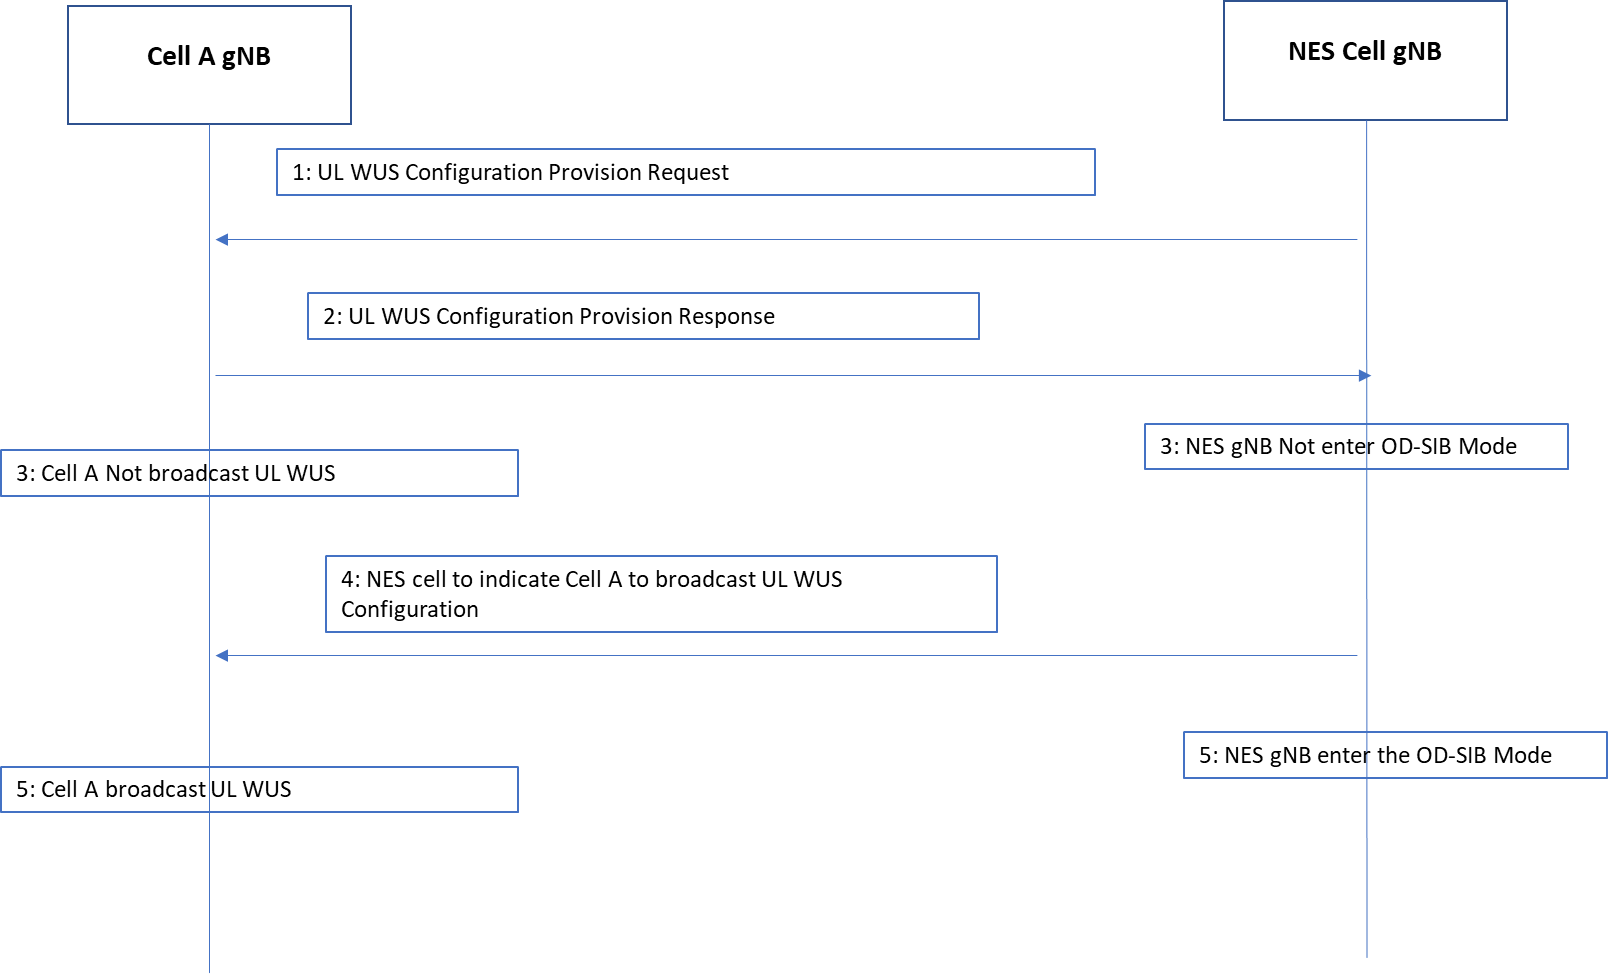 Cell A gNB
NES Cell gNB
1: UL WUS Configuration Provision Request
2: UL WUS Configuration Provision Response
3: NES gNB Not enter OD-SIB Mode
3: Cell A Not broadcast UL WUS
4: NES cell to indicate Cell A to broadcast UL WUS
Configuration
5: NES gNB enter the OD-SIB Mode
5: Cell A broadcast UL WUS